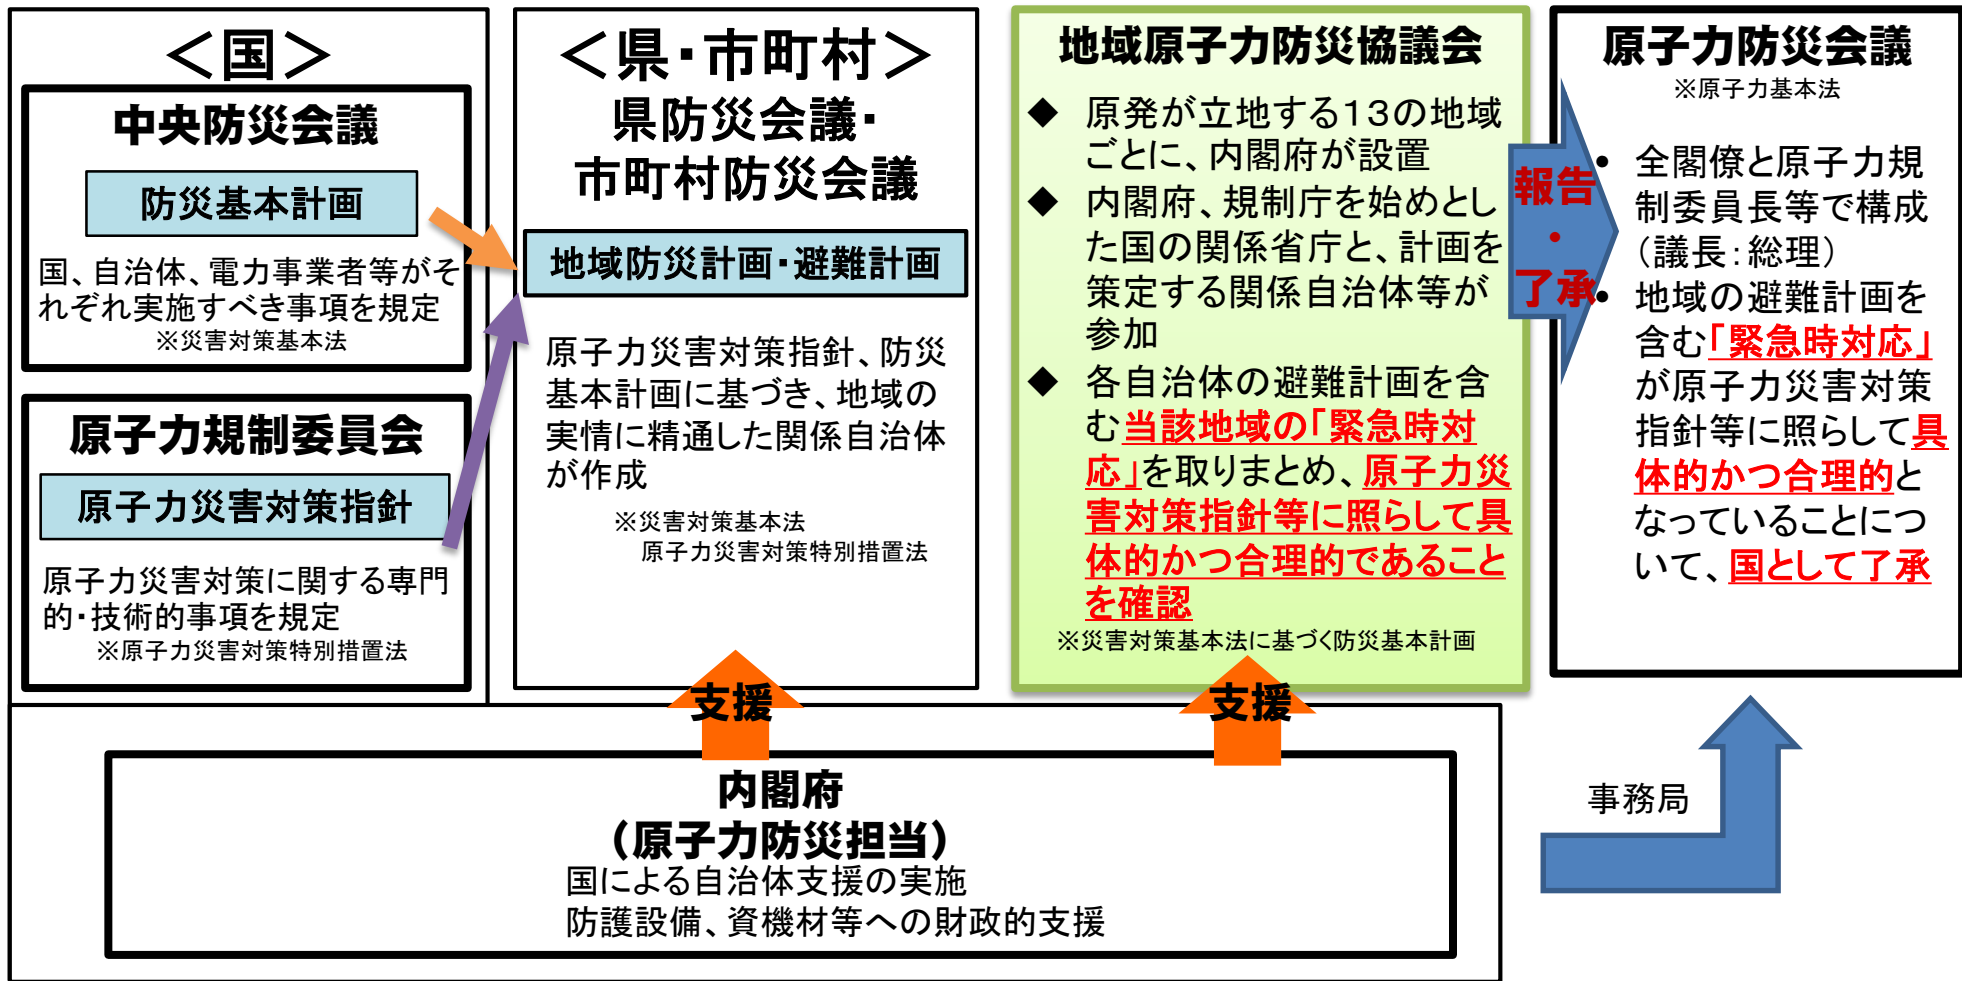 ＜国＞
中央防災会議
防災基本計画
国、自治体、電力事業者等がそ
れぞれ実施すべき事項を規定
※災害対策基本法
原子力規制委員会
原子力災害対策指針
原子力災害対策に関する専門
的・技術的事項を規定
※原子力災害対策特別措置法
＜県・市町村＞
県防災会議・
市町村防災会議
地域防災計画・避難計画
原子力災害対策指針、防災
基本計画に基づき、地域の
実情に精通した関係自治体
が作成
※災害対策基本法
原子力災害対策特別措置法
地域原子力防災協議会
◆ 原発が立地する１３の地域
ごとに、内閣府が設置
◆ 内閣府、規制庁を始めとし
た国の関係省庁と、計画を
策定する関係自治体等が
参加
◆ 各自治体の避難計画を含
む当該地域の「緊急時対
応」を取りまとめ、原子力災
害対策指針等に照らして具
体的かつ合理的であること
を確認
※災害対策基本法に基づく防災基本計画
報告
・
了承
原子力防災会議
※原子力基本法
• 全閣僚と原子力規
制委員長等で構成
（議長：総理）
• 地域の避難計画を
含む「緊急時対応」
が原子力災害対策
指針等に照らして具
体的かつ合理的と
なっていることにつ
いて、国として了承
支援
支援
内閣府
（原子力防災担当）
国による自治体支援の実施
防護設備、資機材等への財政的支援
事務局